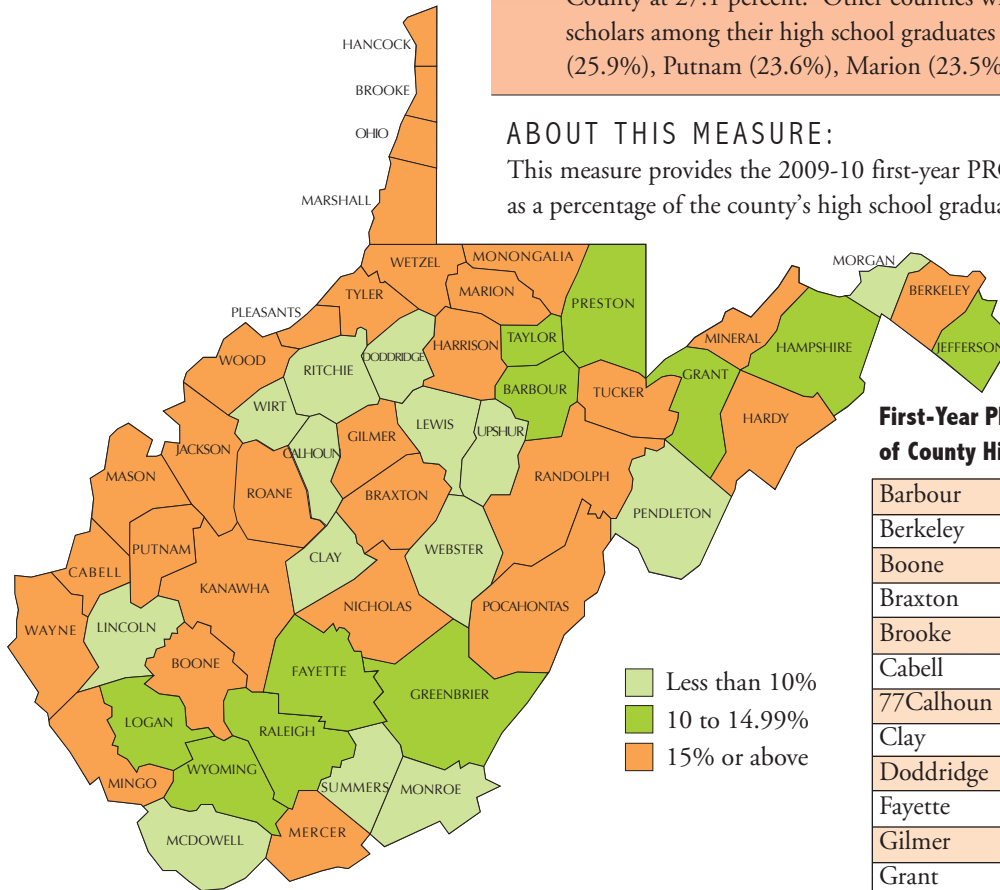 County at 27.1 percent. Other counties
scholars among their high school graduates
(25.9%), Putnam (23.6%), Marion (23.5%
ABOUT THIS MEASURE:
This measure provides the 2009-10 first-year
as a percentage of the county's high school
HANCOCK
BROOKE
OHIO
MARSHALL
WETZEL
MONONGALIA
MORGAN
TYLER
MARION
PRESTON
BERKELEY
PLEASANTS
TAYLOR
MINERAL
HAMPSHIRE
JEFFERSON
WOOD
RITCHIE
DODDRIDGE
HARRISON
BARBOUR
TUCKER
GRANT
WIRT
LEWIS
UPSHUR
HARDY
JACKSON
CALHOUN
GILMER
MASON
ROANE
BRAXTON
RANDOLPH
PENDLETON
PUTNAM
CLAY
WEBSTER
CABELL
KANAWHA
NICHOLAS
POCAHONTAS
WAYNE
LINCOLN
BOONE
FAYETTE
GREENBRIER
LOGAN
RALEIGH
WYOMING
MINGO
SUMMERS
MONROE
MCDOWELL
MERCER
Less than 10%
10 to 14.99%
15% or above
First-Year
of County
Barbour
Berkeley
Boone
Braxton
Brooke
Cabell
77Calhoun
Clay
Doddridge
Fayette
Gilmer
Grant